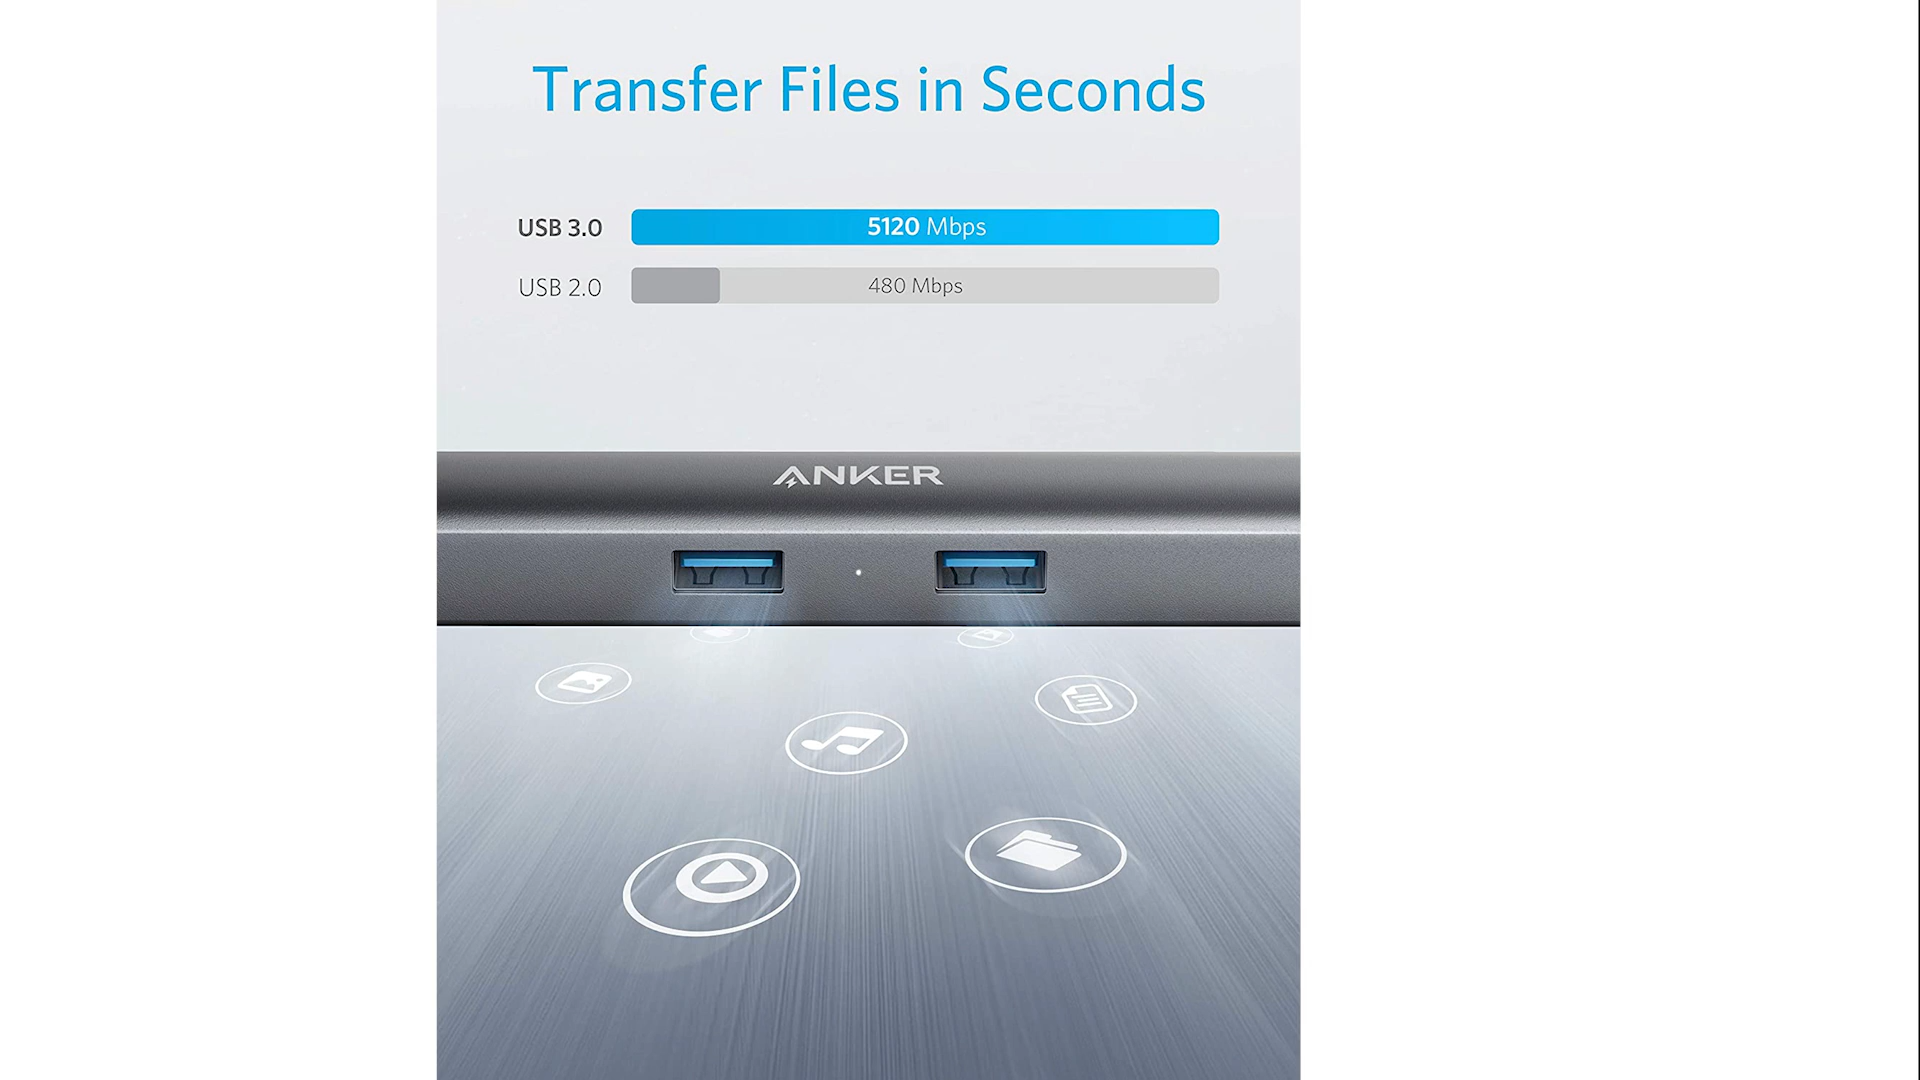 Transfer Files in Seconds
USB 3.0 5120 Mbps
USB 2.0 480 Mbps
ANKER